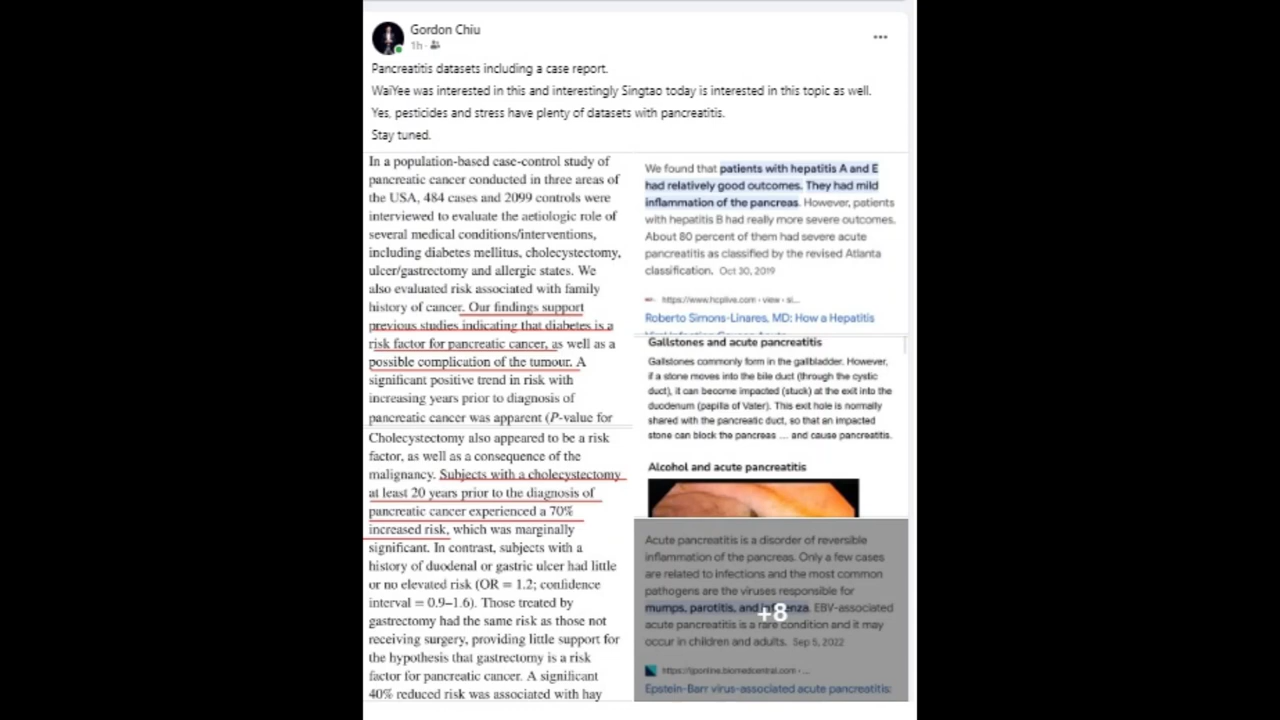 Gordon Chiu
1h ·
Pancreatitis datasets including a case report.
WaiYee was interested in this and interestingly Singtao today is interested in this topic as well.
Yes, pesticides and stress have plenty of datasets with pancreatitis.
Stay tuned.
In a population-based case-control study of
pancreatic cancer conducted in three areas of
the USA, 484 cases and 2099 controls were
interviewed to evaluate the aetiologic role of
several medical conditions/interventions,
including diabetes mellitus, cholecystectomy,
ulcer/gastrectomy and allergic states. We
also evaluated risk associated with family
history of cancer. Our findings support
previous studies indicating that diabetes is a
risk factor for pancreatic cancer, as well as a
possible complication of the tumour. A
significant positive trend in risk with
increasing years prior to diagnosis of
pancreatic cancer was apparent (P-value for
Cholecystectomy also appeared to be a risk
factor, as well as a consequence of the
malignancy. Subjects with a cholecystectomy
at least 20 years prior to the diagnosis of
pancreatic cancer experienced a 70%
increased risk, which was marginally
significant. In contrast, subjects with a
history of duodenal or gastric ulcer had little
or no elevated risk (OR = 1.2; confidence
interval = 0.9–1.6). Those treated by
gastrectomy had the same risk as those not
receiving surgery, providing little support for
the hypothesis that gastrectomy is a risk
factor for pancreatic cancer. A significant
40% reduced risk was associated with hay
We found that patients with hepatitis A and E
had relatively good outcomes. They had mild
inflammation of the pancreas. However, patients
with hepatitis B had really more severe outcomes.
About 80 percent of them had severe acute
pancreatitis as classified by the revised Atlanta
classification. Oct 30, 2019
https://www.hcplive.com › view › si...
Roberto Simons-Linares, MD: How a Hepatitis
Viral Infection Causes Acute
Gallstones and acute pancreatitis
Gallstones commonly form in the gallbladder. However,
if a stone moves into the bile duct (through the cystic
duct), it can become impacted (stuck) at the exit into the
duodenum (papilla of Vater). This exit hole is normally
shared with the pancreatic duct, so that an impacted
stone can block the pancreas ... and cause pancreatitis.
Alcohol and acute pancreatitis
Acute pancreatitis is a disorder of reversible
inflammation of the pancreas. Only a few cases
are related to infections and the most common
pathogens are the viruses responsible for
mumps, parotitis, and influenza. EBV-associated
acute pancreatitis is a rare condition and it may
occur in children and adults. Sep 5, 2022
+8
https://ijponline.biomedcentral.com › ...
Epstein-Barr virus-associated acute pancreatitis: